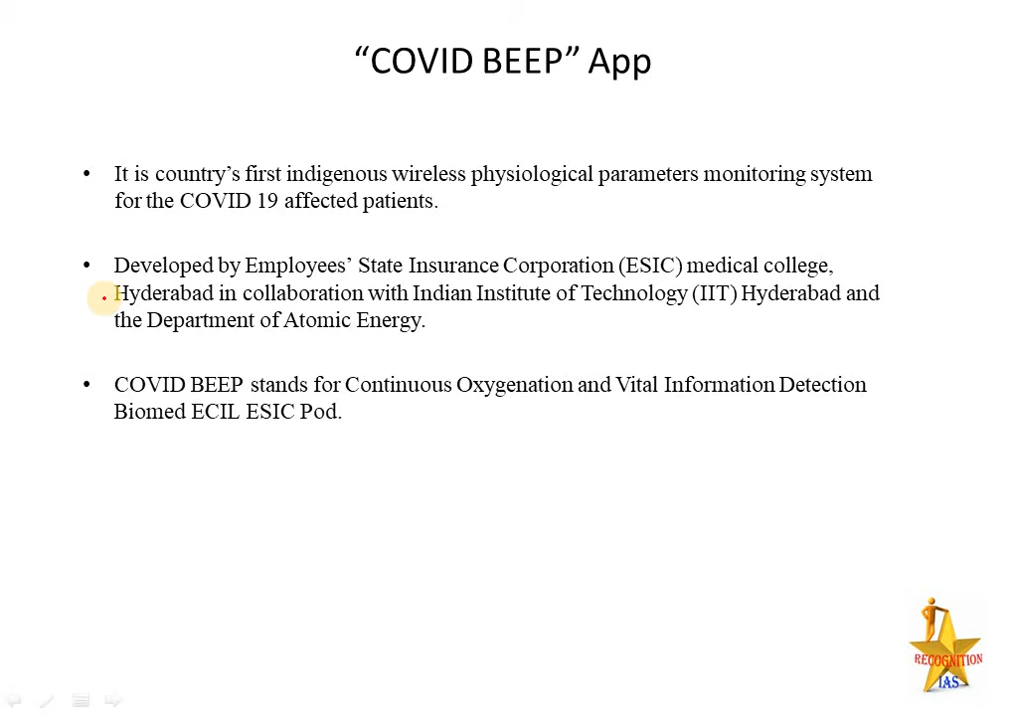 “COVID BEEP” App
• It is country’s first indigenous wireless physiological parameters monitoring system
for the COVID 19 affected patients.
• Developed by Employees’ State Insurance Corporation (ESIC) medical college,
Hyderabad in collaboration with Indian Institute of Technology (IIT) Hyderabad and
the Department of Atomic Energy.
• COVID BEEP stands for Continuous Oxygenation and Vital Information Detection
Biomed ECIL ESIC Pod.
RECOGNITION
IAS